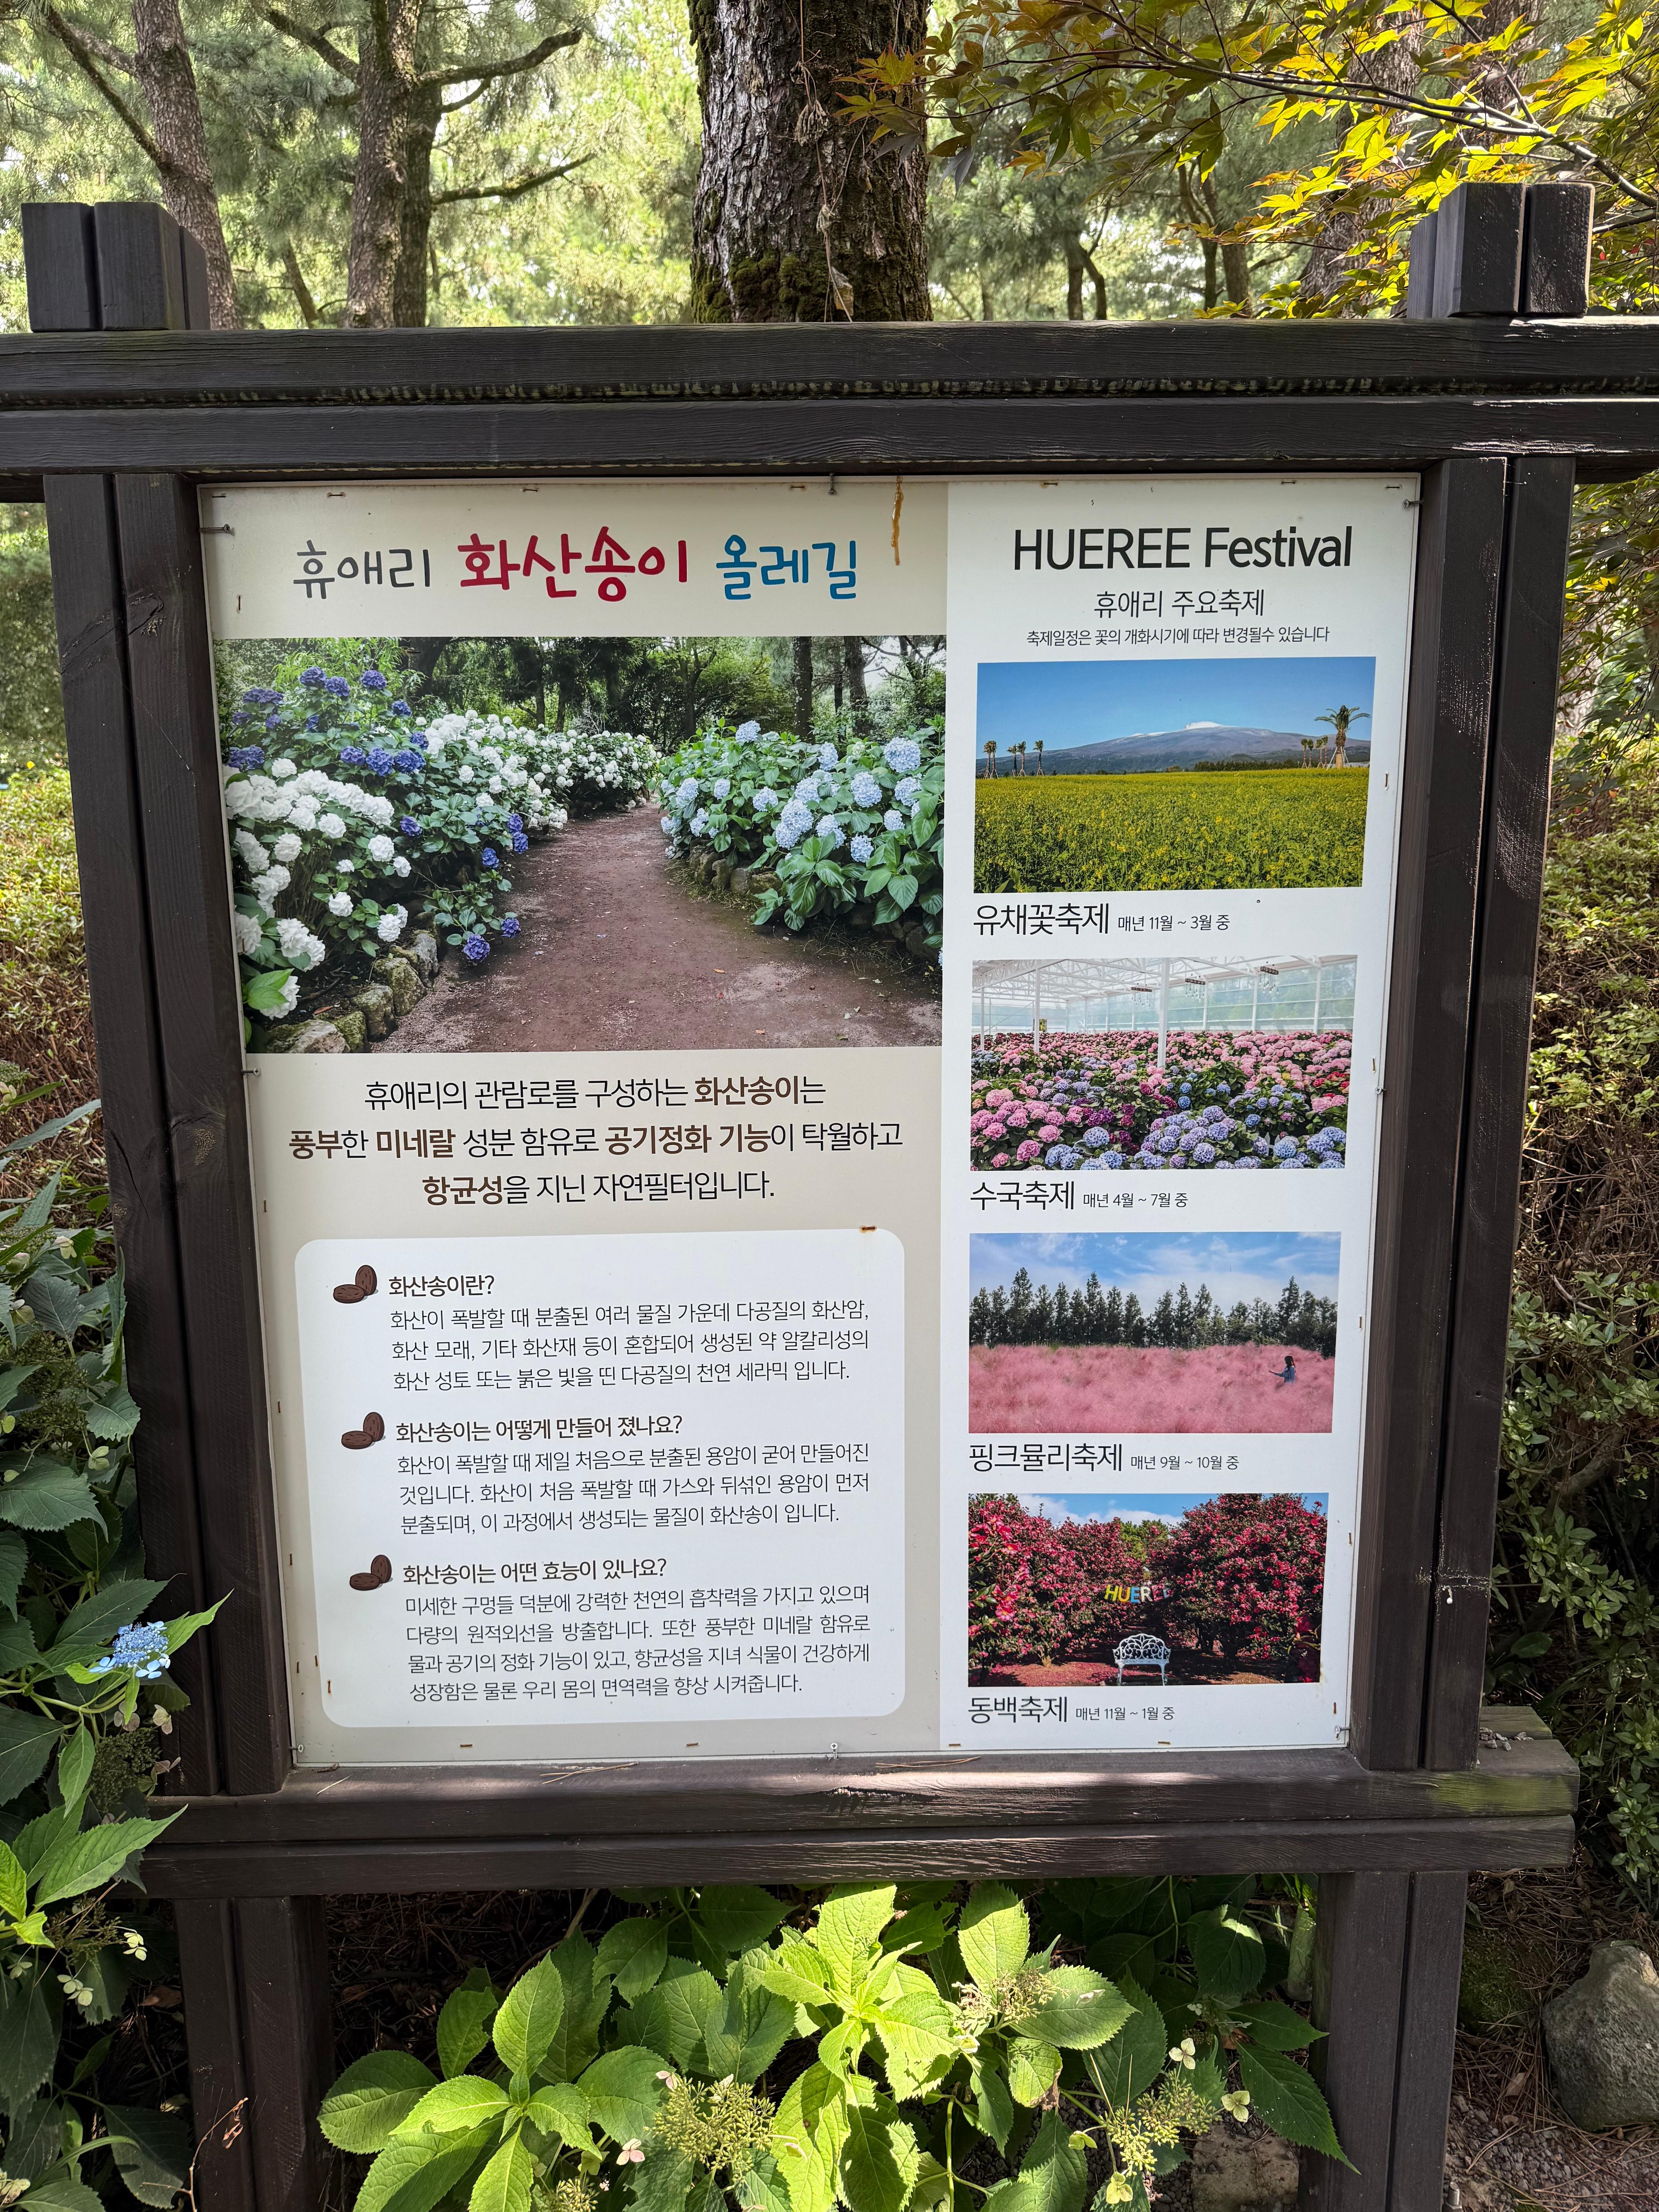 휴애리 화산송이 올레길
휴애리의 관람로를 구성하는 화산송이는
풍부한 미네랄 성분 함유로 공기정화 기능이 탁월하고
항균성을 지닌 자연필터입니다.
화산송이란?
화산이 폭발할 때 분출된 여러 물질 가운데 다공질의 화산암,
화산 모래, 기타 화산재 등이 혼합되어 생성된 약 알칼리성의
화산 성토 또는 붉은 빛을 띤 다공질의 천연 세라믹 입니다.
화산송이는 어떻게 만들어 졌나요?
화산이 폭발할 때 제일 처음으로 분출된 용암이 굳어 만들어진
것입니다. 화산이 처음 폭발할 때 가스와 뒤섞인 용암이 먼저
분출되며, 이 과정에서 생성되는 물질이 화산송이 입니다.
화산송이는 어떤 효능이 있나요?
미세한 구멍들 덕분에 강력한 천연의 흡착력을 가지고 있으며
다량의 원적외선을 방출합니다. 또한 풍부한 미네랄 함유로
물과 공기의 정화 기능이 있고, 항균성을 지녀 식물이 건강하게
성장함은 물론 우리 몸의 면역력을 향상 시켜줍니다.
HUEREE Festival
휴애리 주요축제
축제일정은 꽃의 개화시기에 따라 변경될수 있습니다
유채꽃축제 매년 11월 ~ 3월 중
수국축제 매년 4월 ~ 7월 중
핑크뮬리축제 매년 9월 ~ 10월 중
HUEREE
동백축제 매년 11월 ~ 1월 중